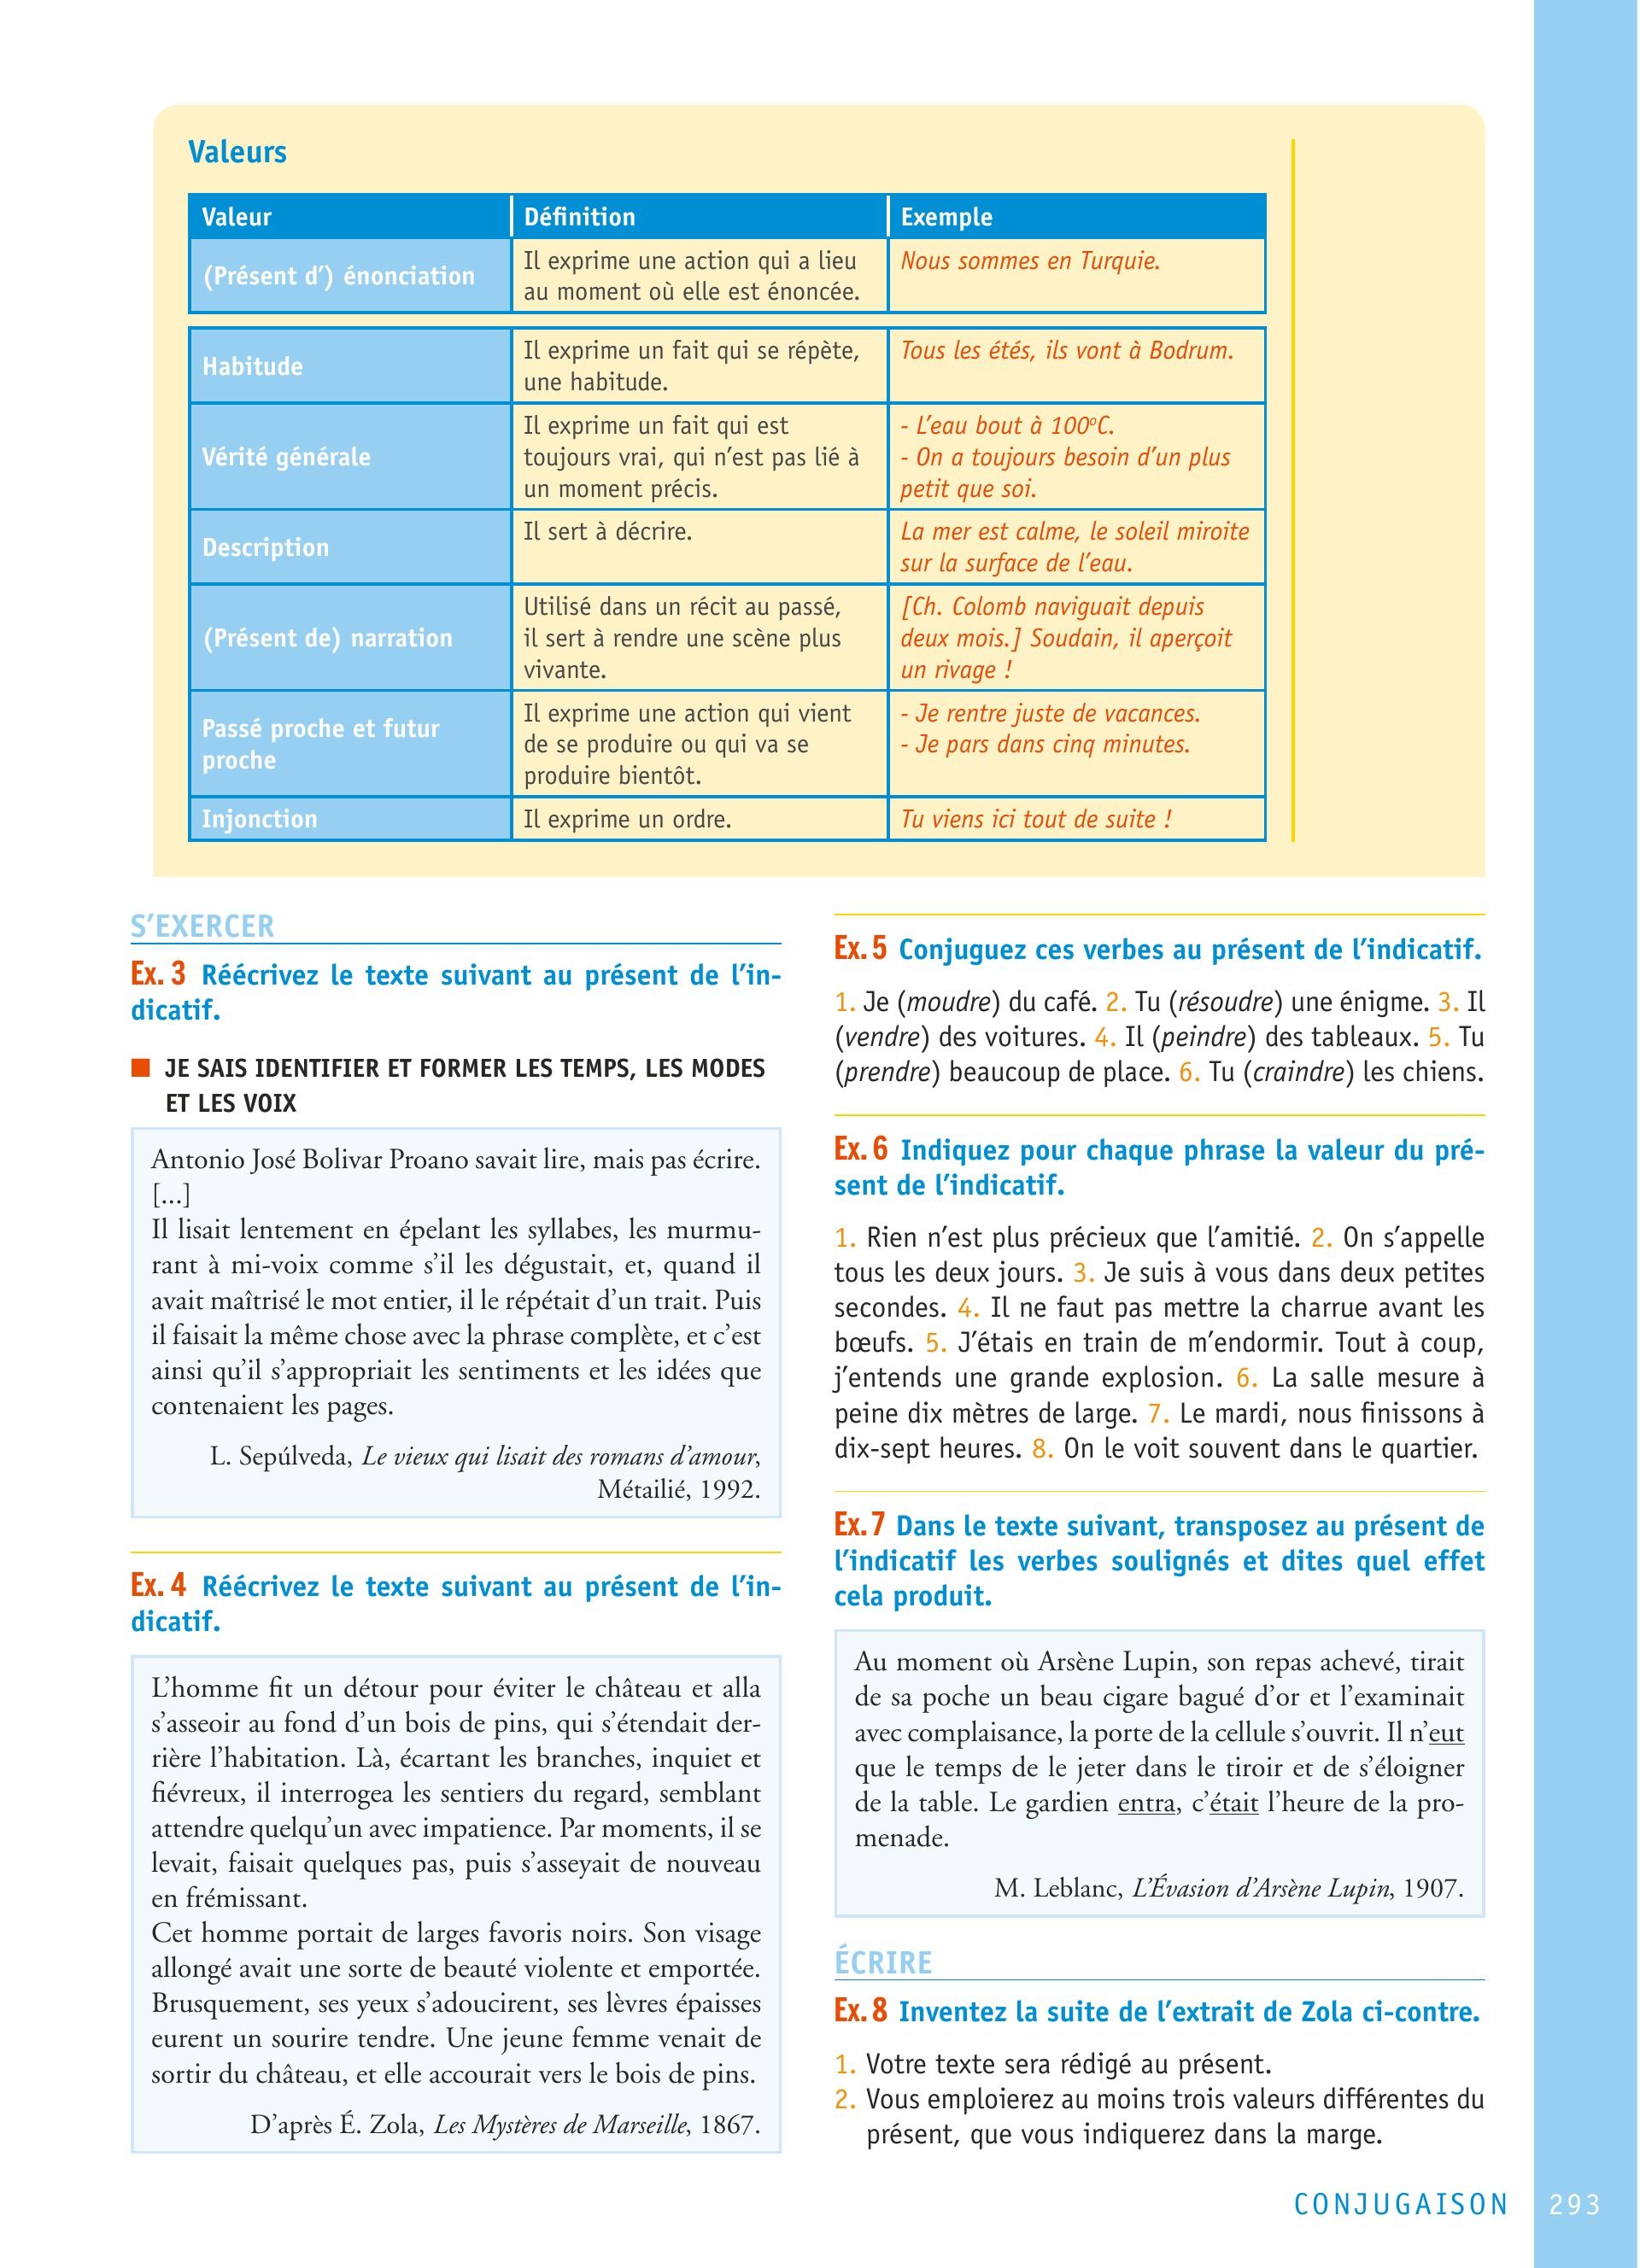 Valeurs
Valeur Définition Exemple
(Présent d’) énonciation
Il exprime une action qui a lieu
au moment où elle est énoncée.
Nous sommes en Turquie.
Habitude
Il exprime un fait qui se répète,
une habitude.
Tous les étés, ils vont à Bodrum.
Vérité générale
Il exprime un fait qui est
toujours vrai, qui n’est pas lié à
un moment précis.
- L’eau bout à 100ºC.
- On a toujours besoin d’un plus
petit que soi.
Description
Il sert à décrire.
La mer est calme, le soleil miroite
sur la surface de l’eau.
(Présent de) narration
Utilisé dans un récit au passé,
il sert à rendre une scène plus
vivante.
[Ch. Colomb naviguait depuis
deux mois.] Soudain, il aperçoit
un rivage !
Passé proche et futur
proche
Il exprime une action qui vient
de se produire ou qui va se
produire bientôt.
- Je rentre juste de vacances.
- Je pars dans cinq minutes.
Injonction
Il exprime un ordre.
Tu viens ici tout de suite !
S’EXERCER
Ex. 3 Réécrivez le texte suivant au présent de l’in-
dicatif.
■ JE SAIS IDENTIFIER ET FORMER LES TEMPS, LES MODES
ET LES VOIX
Antonio José Bolivar Proano savait lire, mais pas écrire.
[...]
Il lisait lentement en épelant les syllabes, les murmu-
rant à mi-voix comme s’il les dégustait, et, quand il
avait maîtrisé le mot entier, il le répétait d’un trait. Puis
il faisait la même chose avec la phrase complète, et c’est
ainsi qu’il s’appropriait les sentiments et les idées que
contenaient les pages.
L. Sepúlveda, Le vieux qui lisait des romans d’amour,
Métailié, 1992.
Ex. 4 Réécrivez le texte suivant au présent de l’in-
dicatif.
L’homme fit un détour pour éviter le château et alla
s’asseoir au fond d’un bois de pins, qui s’étendait der-
rière l’habitation. Là, écartant les branches, inquiet et
fiévreux, il interrogea les sentiers du regard, semblant
attendre quelqu’un avec impatience. Par moments, il se
levait, faisait quelques pas, puis s’asseyait de nouveau
en frémissant.
Cet homme portait de larges favoris noirs. Son visage
allongé avait une sorte de beauté violente et emportée.
Brusquement, ses yeux s’adoucirent, ses lèvres épaisses
eurent un sourire tendre. Une jeune femme venait de
sortir du château, et elle accourait vers le bois de pins.
D’après É. Zola, Les Mystères de Marseille, 1867.
Ex. 5 Conjuguez ces verbes au présent de l’indicatif.
1. Je (moudre) du café. 2. Tu (résoudre) une énigme. 3. Il
(vendre) des voitures. 4. Il (peindre) des tableaux. 5. Tu
(prendre) beaucoup de place. 6. Tu (craindre) les chiens.
Ex. 6 Indiquez pour chaque phrase la valeur du pré-
sent de l’indicatif.
1. Rien n’est plus précieux que l’amitié. 2. On s’appelle
tous les deux jours. 3. Je suis à vous dans deux petites
secondes. 4. Il ne faut pas mettre la charrue avant les
bœufs. 5. J’étais en train de m’endormir. Tout à coup,
j’entends une grande explosion. 6. La salle mesure à
peine dix mètres de large. 7. Le mardi, nous finissons à
dix-sept heures. 8. On le voit souvent dans le quartier.
Ex. 7 Dans le texte suivant, transposez au présent de
l’indicatif les verbes soulignés et dites quel effet
cela produit.
Au moment où Arsène Lupin, son repas achevé, tirait
de sa poche un beau cigare bagué d’or et l’examinait
avec complaisance, la porte de la cellule s’ouvrit. Il n’eut
que le temps de le jeter dans le tiroir et de s’éloigner
de la table. Le gardien entra, c’était l’heure de la pro-
menade.
M. Leblanc, L’Évasion d’Arsène Lupin, 1907.
ÉCRIRE
Ex. 8 Inventez la suite de l’extrait de Zola ci-contre.
1. Votre texte sera rédigé au présent.
2. Vous emploierez au moins trois valeurs différentes du
présent, que vous indiquerez dans la marge.
CONJUGAISON 293